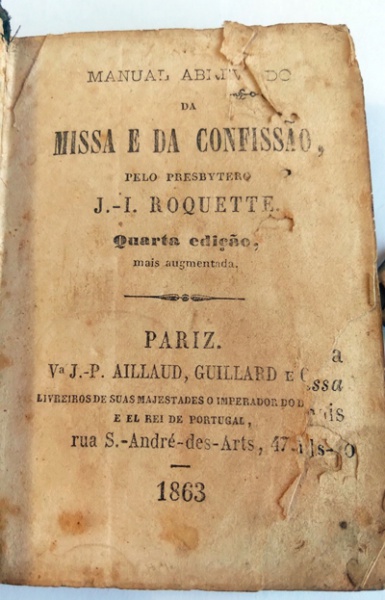 MANUAL
DA
MISSA E DA CONFISSÃO,
PELO PRESBYTERO
J.-I. ROQUETTE.
Quarta edição,
mais augmentada.
PARIZ.
Vª J.-P. AILLAUD, GUILLARD E
LIVREIROS DE SUAS MAJESTADES O IMPERADOR DO
E EL REI DE PORTUGAL,
rua S.-André-des-Arts, 47.
1863